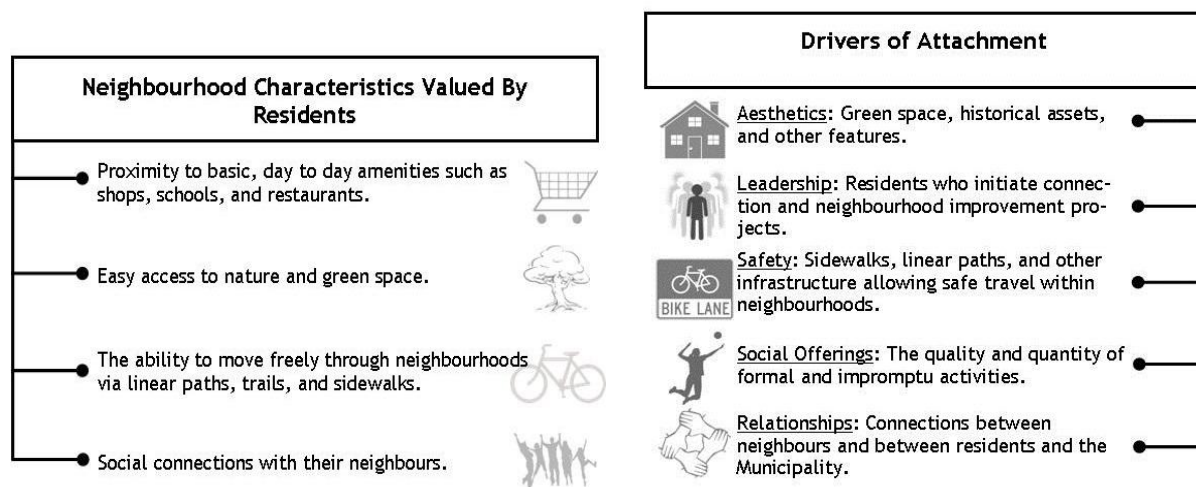 Neighbourhood Characteristics Valued By
Residents
Proximity to basic, day to day amenities such as
shops, schools, and restaurants.
Easy access to nature and green space.
The ability to move freely through neighbourhoods
via linear paths, trails, and sidewalks.
Social connections with their neighbours.
Drivers of Attachment
Aesthetics: Green space, historical assets,
and other features.
Leadership: Residents who initiate connec-
tion and neighbourhood improvement pro-
jects.
Safety: Sidewalks, linear paths, and other
infrastructure allowing safe travel within
neighbourhoods.
BIKE LANE
Social Offerings: The quality and quantity of
formal and impromptu activities.
Relationships: Connections between
neighbours and between residents and the
Municipality.